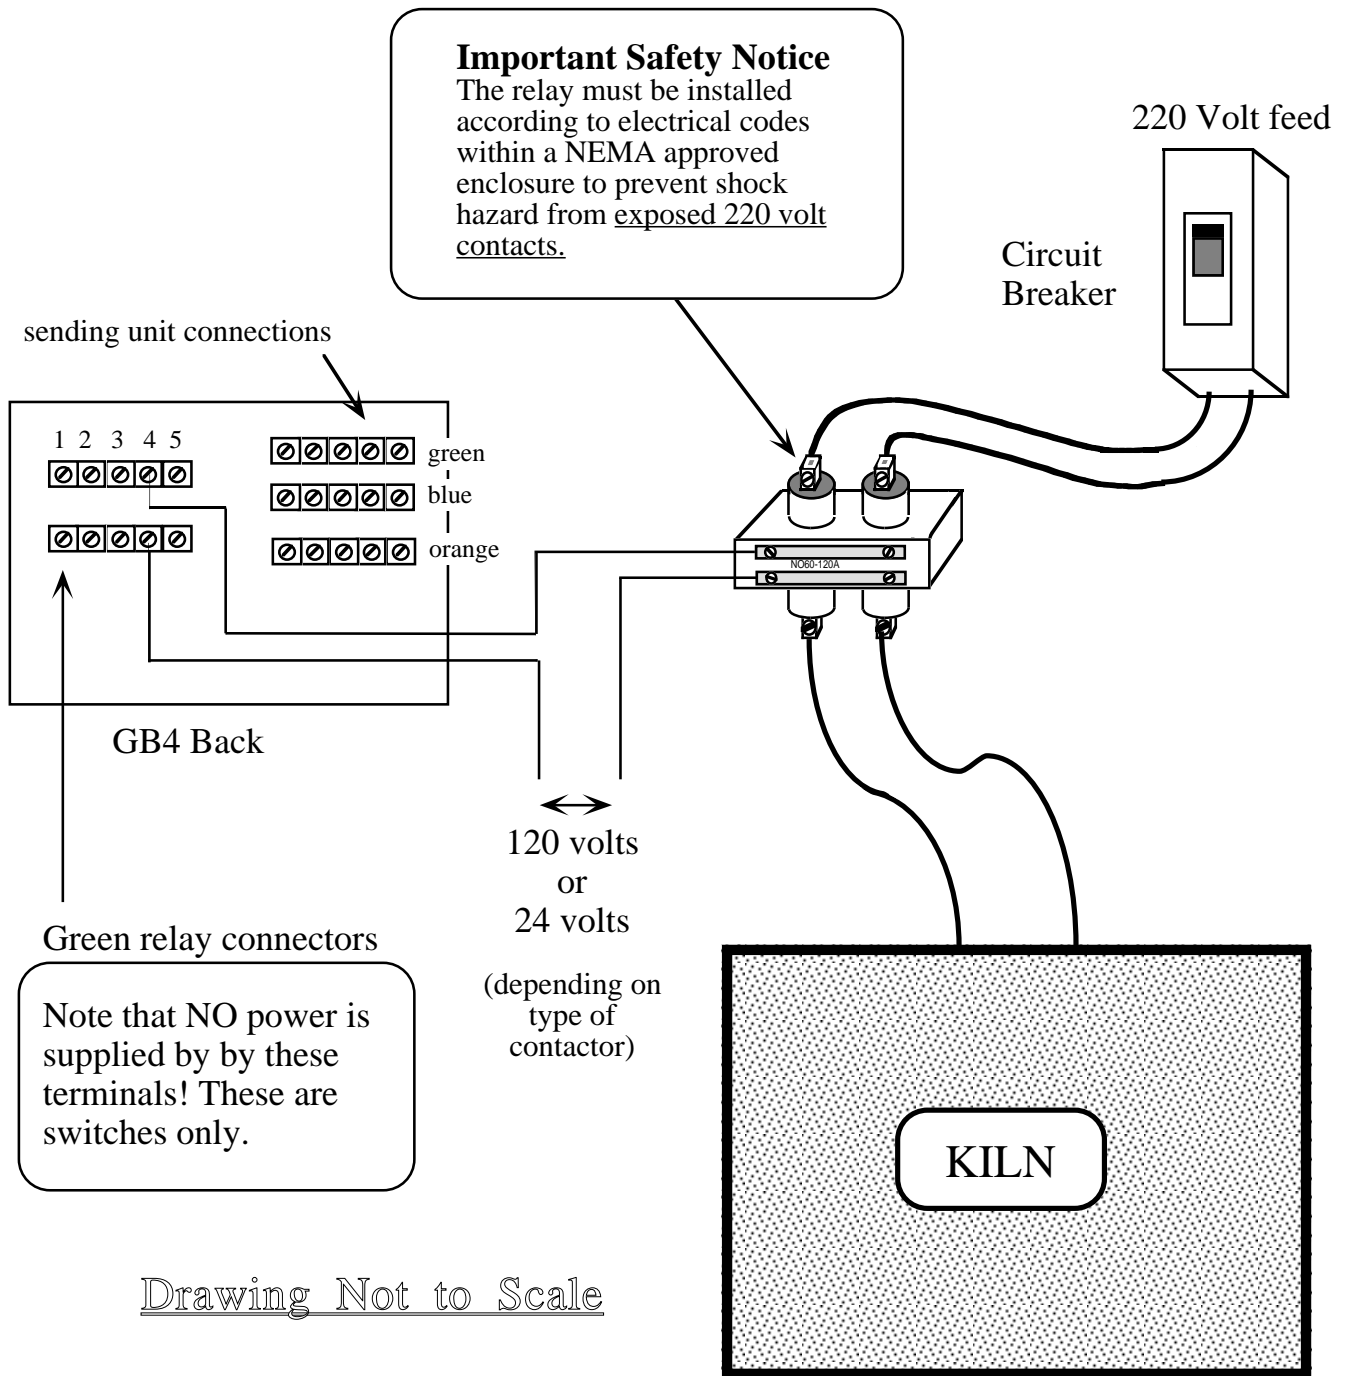 Important Safety Notice
The relay must be installed
according to electrical codes
within a NEMA approved
enclosure to prevent shock
hazard from exposed 220 volt
contacts.
220 Volt feed
Circuit
Breaker
sending unit connections
1 2 3 4 5
green
blue
orange
NO60-120A
GB4 Back
120 volts
or
24 volts
(depending on
type of
contactor)
Green relay connectors
Note that NO power is
supplied by by these
terminals! These are
switches only.
KILN
Drawing Not to Scale